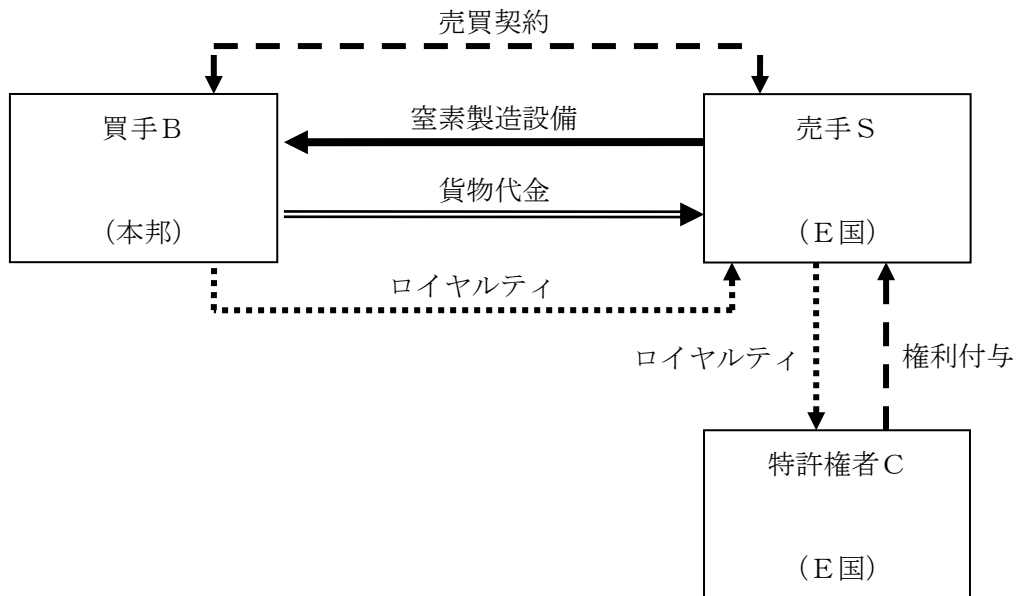 売買契約
買手Ｂ
（本邦）
窒素製造設備
貨物代金
売手Ｓ
（Ｅ国）
ロイヤルティ
ロイヤルティ
権利付与
特許権者Ｃ
（Ｅ国）